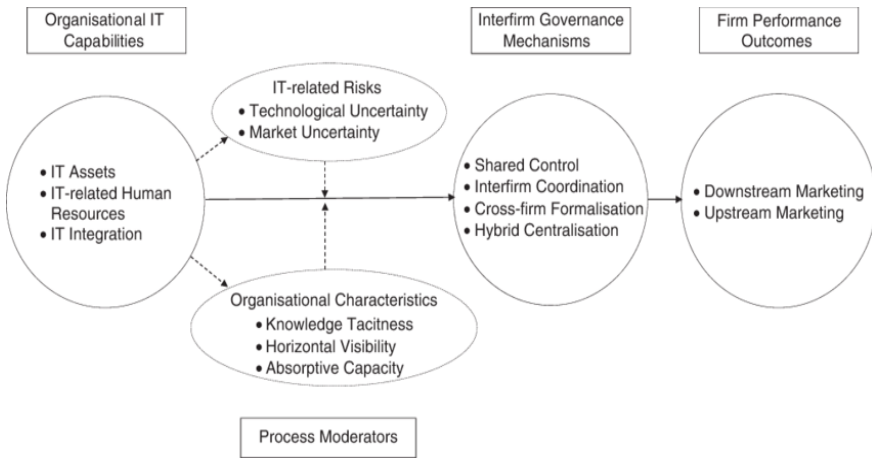 Organisational IT
Capabilities
Interfirm Governance
Mechanisms
Firm Performance
Outcomes
IT-related Risks
• Technological Uncertainty
• Market Uncertainty
• IT Assets
• IT-related Human
Resources
• IT Integration
• Shared Control
• Interfirm Coordination
• Cross-firm Formalisation
• Hybrid Centralisation
• Downstream Marketing
• Upstream Marketing
Organisational Characteristics
• Knowledge Tacitness
• Horizontal Visibility
• Absorptive Capacity
Process Moderators